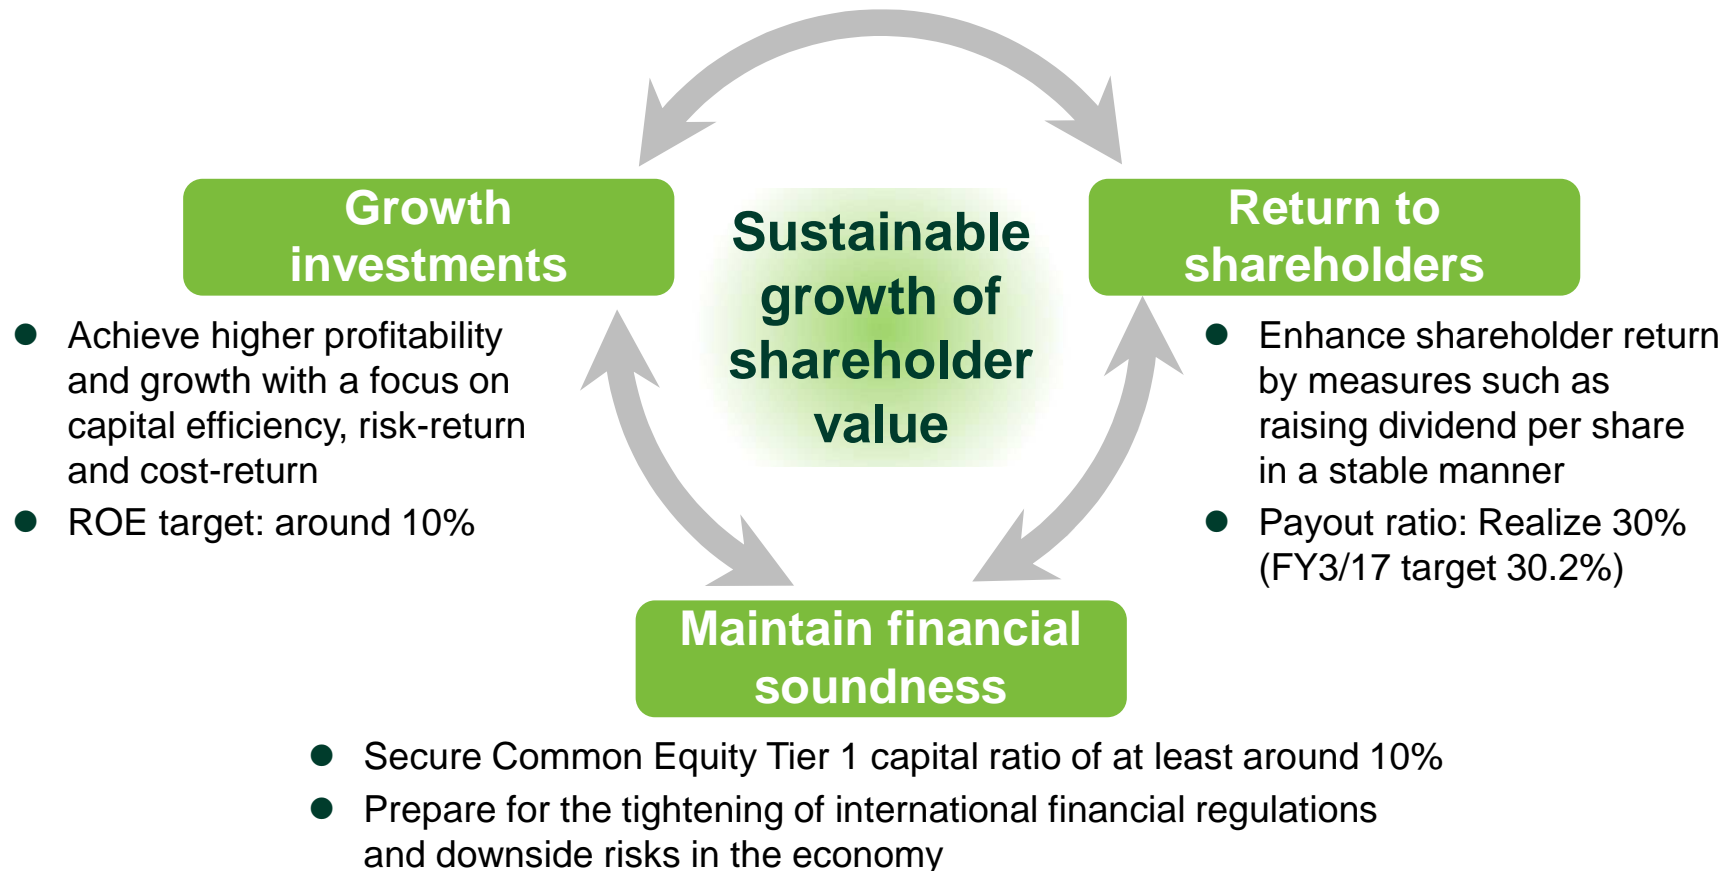 Growth
investments
Sustainable
growth of
shareholder
value
Return to
shareholders
● Achieve higher profitability
and growth with a focus on
capital efficiency, risk-return
and cost-return
● ROE target: around 10%
● Enhance shareholder return
by measures such as
raising dividend per share
in a stable manner
● Payout ratio: Realize 30%
(FY3/17 target 30.2%)
Maintain financial
soundness
● Secure Common Equity Tier 1 capital ratio of at least around 10%
● Prepare for the tightening of international financial regulations
and downside risks in the economy